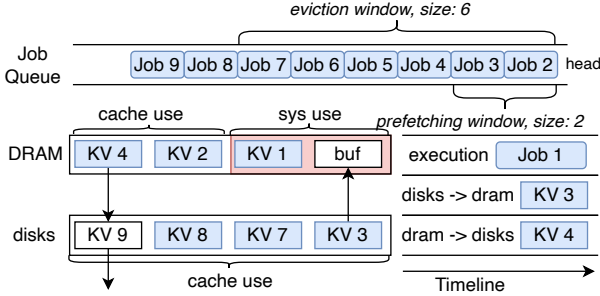 eviction window, size: 6
Job Queue
Job 9 Job 8 Job 7 Job 6 Job 5 Job 4 Job 3 Job 2 head
prefetching window, size: 2
cache use sys use
DRAM KV 4 KV 2 KV 1 buf
execution Job 1
disks -> dram KV 3
disks KV 9 KV 8 KV 7 KV 3
dram -> disks KV 4
cache use
Timeline